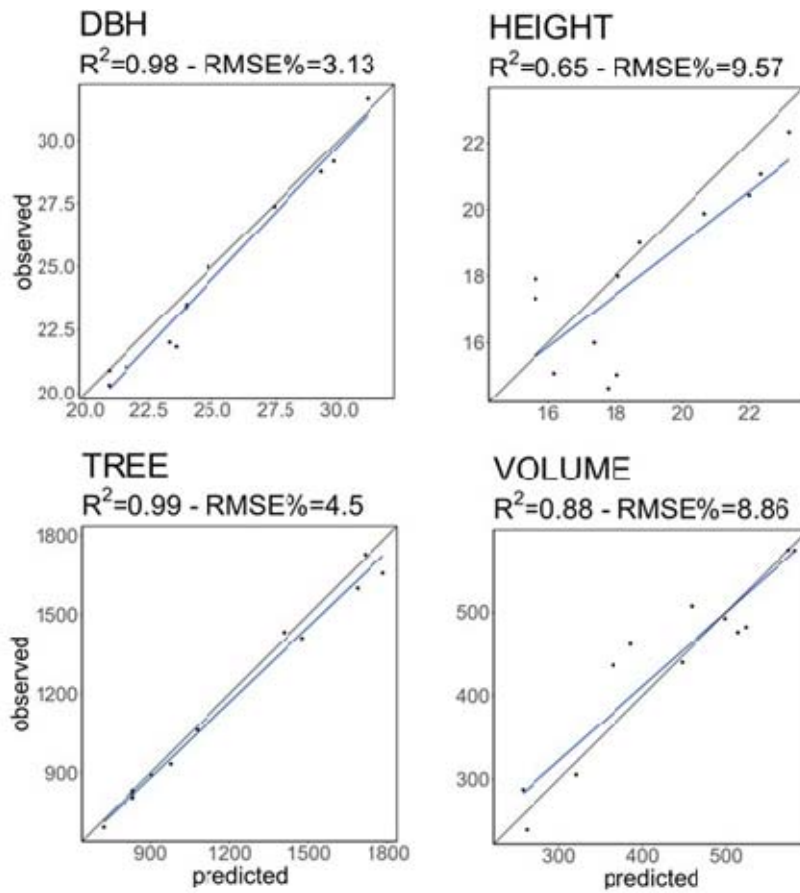 DBH
R²=0.98 - RMSE%=3.13
observed
30.0
27.5
25.0
22.5
20.0
20.0 22.5 25.0 27.5 30.0
HEIGHT
R²=0.65 - RMSE%=9.57
22
20
18
16
16 18 20 22
TREE
R²=0.99 - RMSE%=4.5
observed
1800
1500
1200
900
900 1200 1500 1800
predicted
VOLUME
R²=0.88 - RMSE%=8.86
500
400
300
300 400 500
predicted